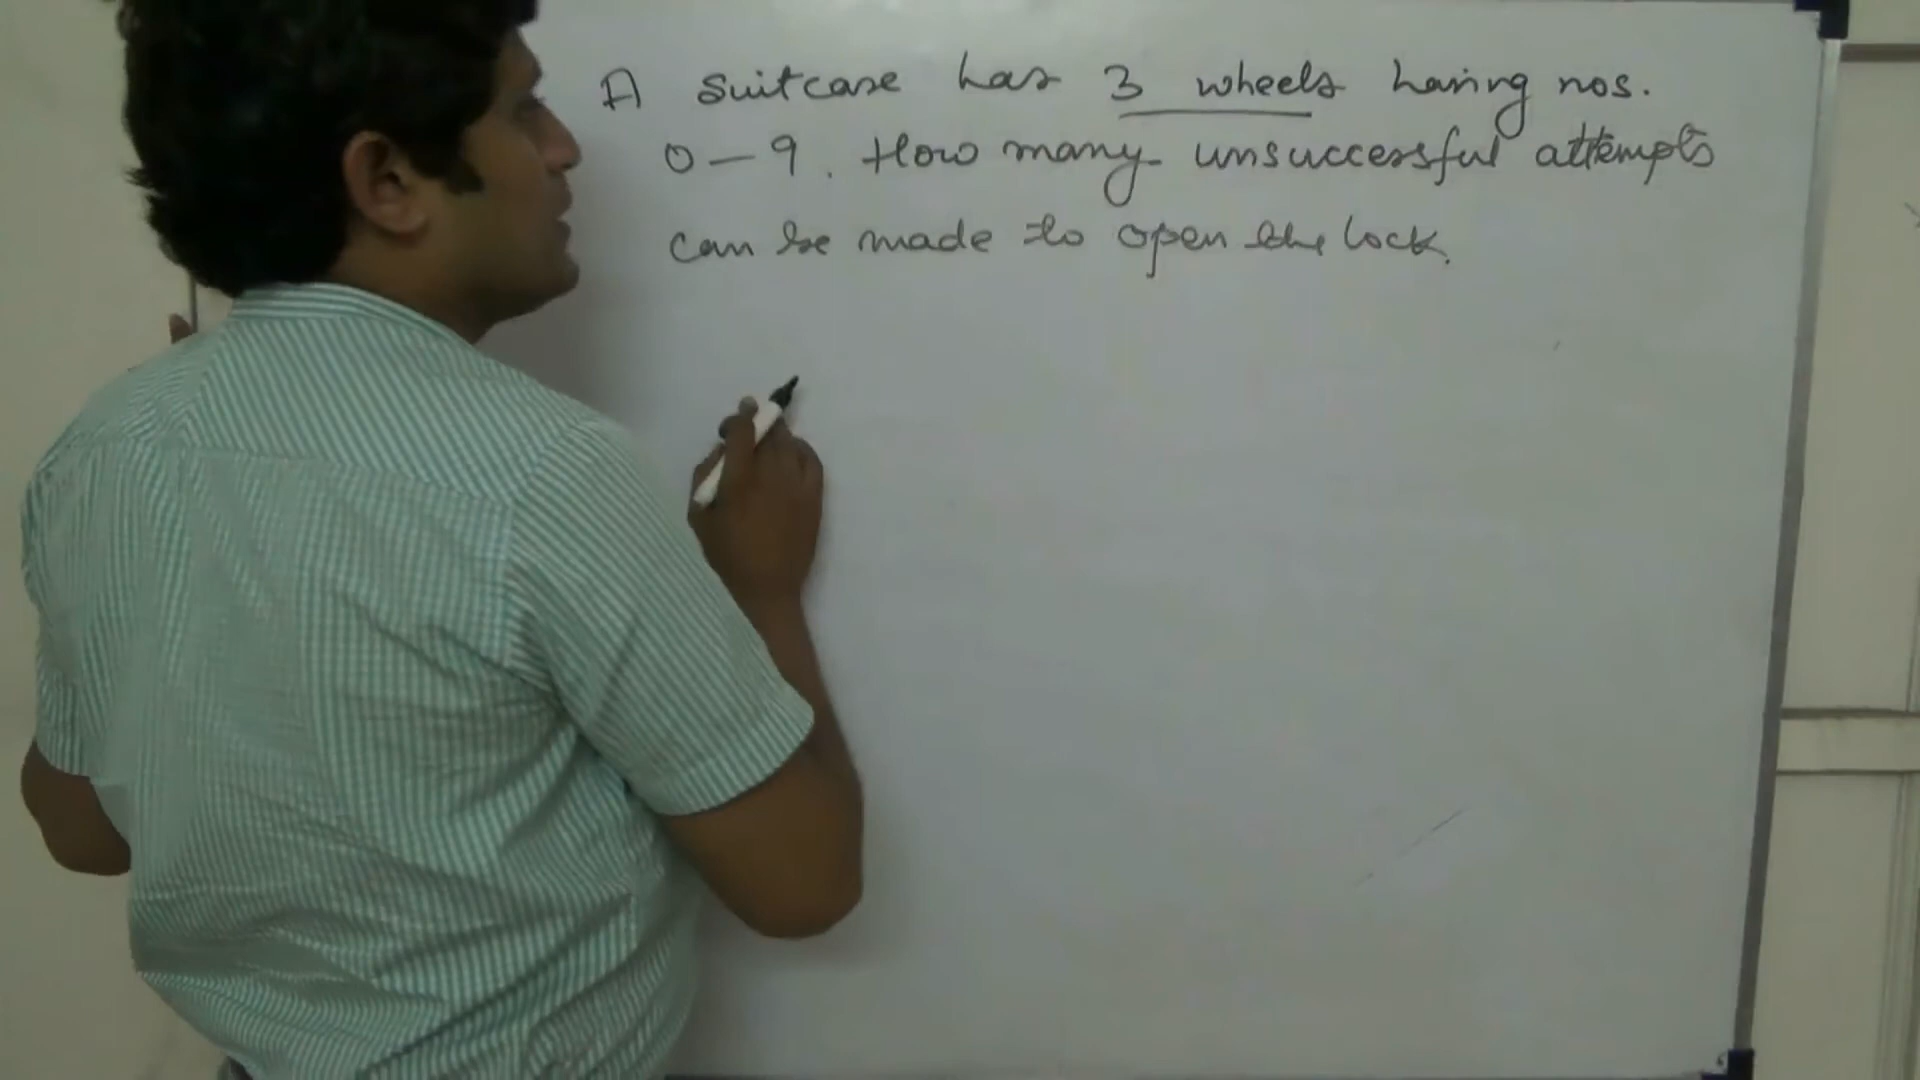 A suitcase has 3 wheels having nos.
0 – 9. How many unsuccessful attempts
can be made to open the lock.